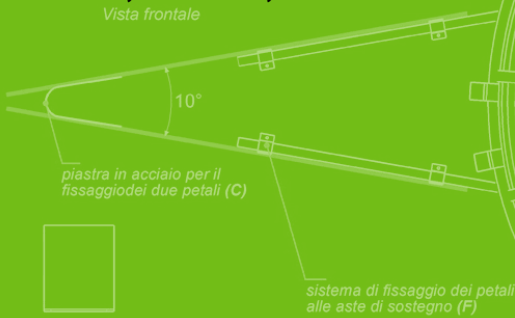 Vista frontale
10°
piastra in acciaio per il
fissaggiodei due petali (C)
sistema di fissaggio dei petali
alle aste di sostegno (F)